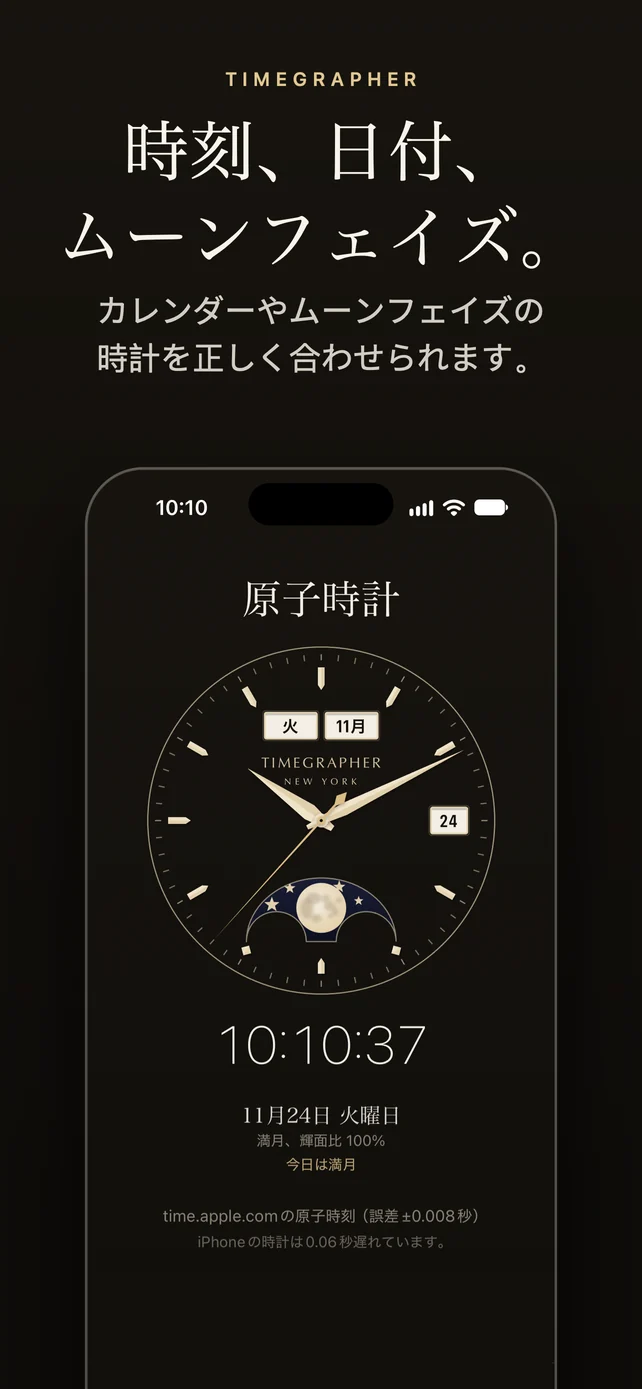 TIMEGRAPHER
時刻、日付、
ムーンフェイズ。
カレンダーやムーンフェイズの
時計を正しく合わせられます。
10:10
原子時計
火 11月
TIMEGRAPHER
NEW YORK
24
10:10:37
11月24日 火曜日
満月、輝面比 100%
今日は満月
time.apple.comの原子時刻（誤差±0.008秒）
iPhoneの時計は0.06秒遅れています。